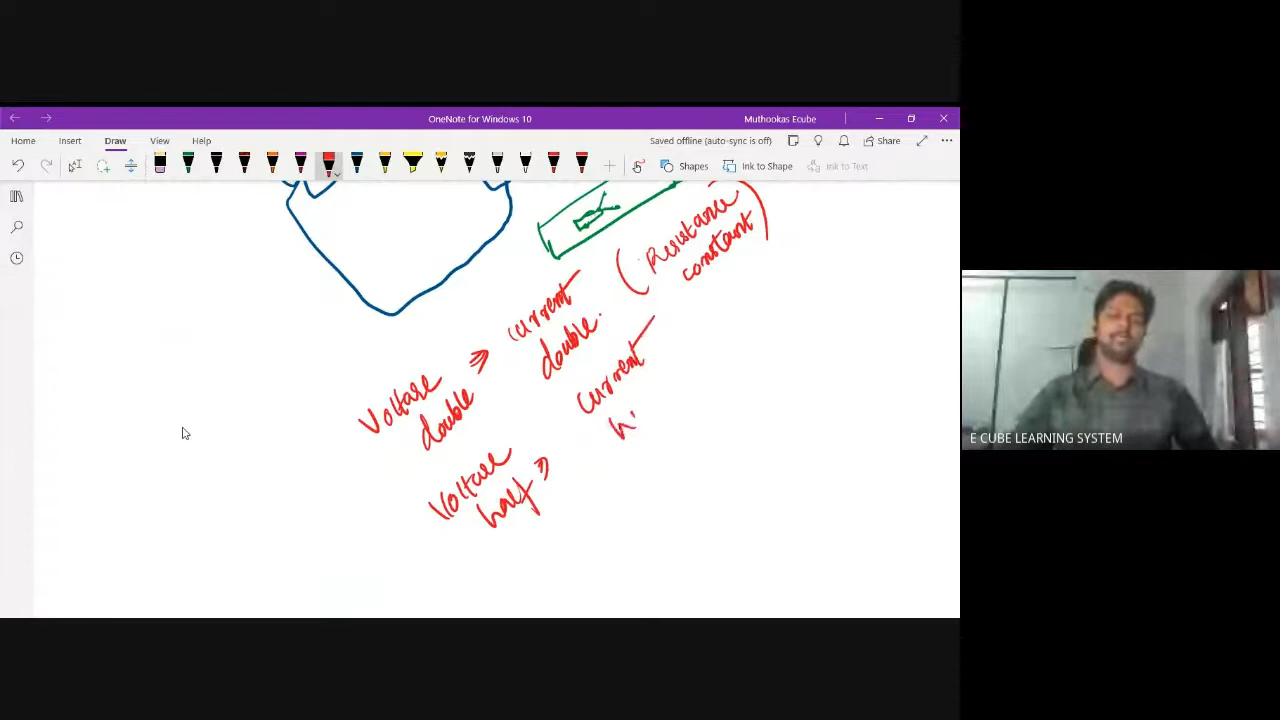 OneNote for Windows 10
Muthookas Ecube
Home Insert Draw View Help
Saved offline (auto-sync is off)
Share
Shapes
Ink to Shape
Ink to Text
(Resistance
constant)
current
double.
Voltage
double ⇒
current
h
Voltage
half ⇒
E CUBE LEARNING SYSTEM